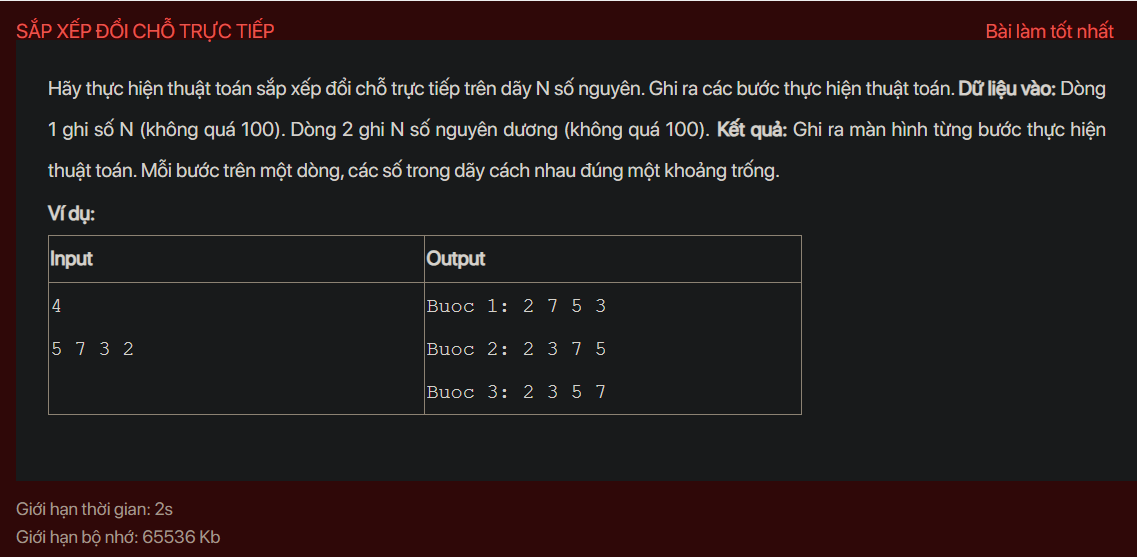 SẮP XẾP ĐỔI CHỖ TRỰC TIẾP
Bài làm tốt nhất
Hãy thực hiện thuật toán sắp xếp đổi chỗ trực tiếp trên dãy N số nguyên. Ghi ra các bước thực hiện thuật toán. Dữ liệu vào: Dòng
1 ghi số N (không quá 100). Dòng 2 ghi N số nguyên dương (không quá 100). Kết quả: Ghi ra màn hình từng bước thực hiện
thuật toán. Mỗi bước trên một dòng, các số trong dãy cách nhau đúng một khoảng trống.
Ví dụ:
Input
Output
4
Buoc 1: 2 7 5 3
5 7 3 2
Buoc 2: 2 3 7 5
Buoc 3: 2 3 5 7
Giới hạn thời gian: 2s
Giới hạn bộ nhớ: 65536 Kb